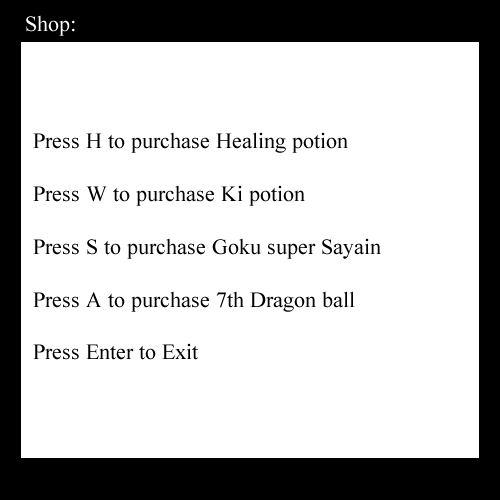 Shop:
Press H to purchase Healing potion
Press W to purchase Ki potion
Press S to purchase Goku super Sayain
Press A to purchase 7th Dragon ball
Press Enter to Exit